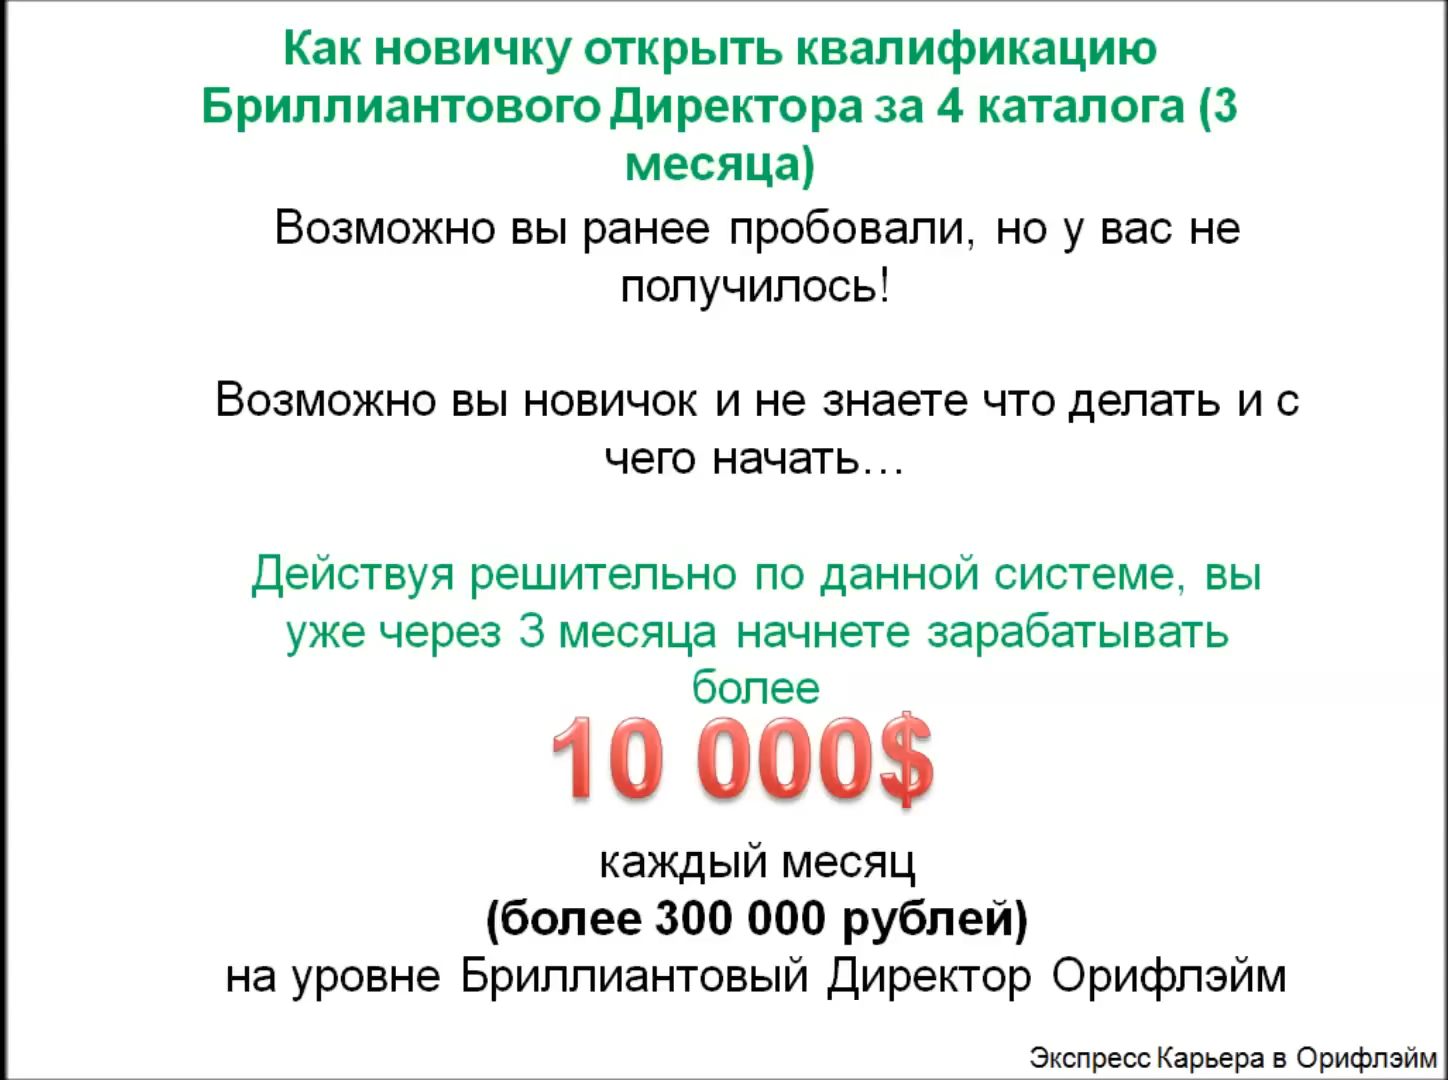 Как новичку открыть квалификацию
Бриллиантового Директора за 4 каталога (3
месяца)
Возможно вы ранее пробовали, но у вас не
получилось!
Возможно вы новичок и не знаете что делать и с
чего начать...
Действуя решительно по данной системе, вы
уже через 3 месяца начнете зарабатывать
более
10 000$
каждый месяц
(более 300 000 рублей)
на уровне Бриллиантовый Директор Орифлэйм
Экспресс Карьера в Орифлэйм